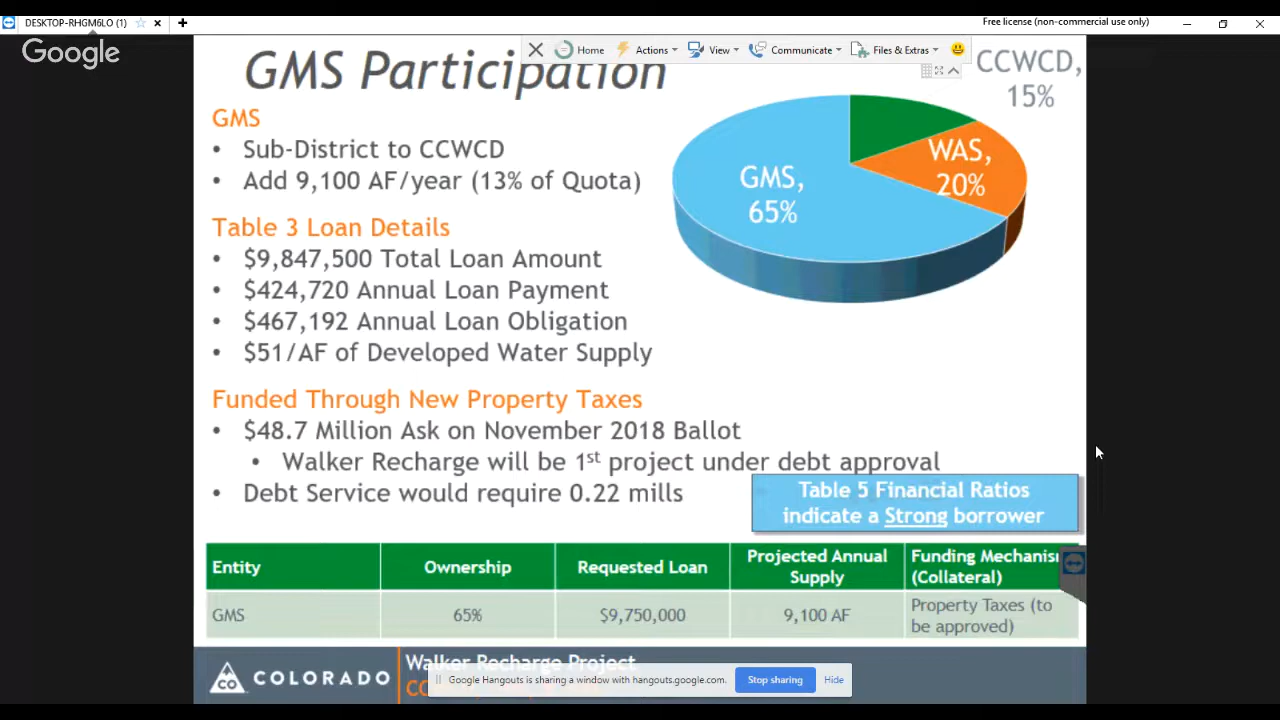 DESKTOP-RHGM6LO (1)
Free license (non-commercial use only)
Google
Home
Actions
View
Communicate
Files & Extras
GMS Participation
CCWCD,
15%
WAS,
20%
GMS,
65%
GMS
• Sub-District to CCWCD
• Add 9,100 AF/year (13% of Quota)
Table 3 Loan Details
• $9,847,500 Total Loan Amount
• $424,720 Annual Loan Payment
• $467,192 Annual Loan Obligation
• $51/AF of Developed Water Supply
Funded Through New Property Taxes
• $48.7 Million Ask on November 2018 Ballot
• Walker Recharge will be 1st project under debt approval
• Debt Service would require 0.22 mills
Table 5 Financial Ratios
indicate a Strong borrower
Entity Ownership Requested Loan Projected Annual Supply Funding Mechanism (Collateral)
GMS 65% $9,750,000 9,100 AF Property Taxes (to be approved)
CO
COLORADO
Walker Recharge Project
Google Hangouts is sharing a window with hangouts.google.com.
Stop sharing
Hide